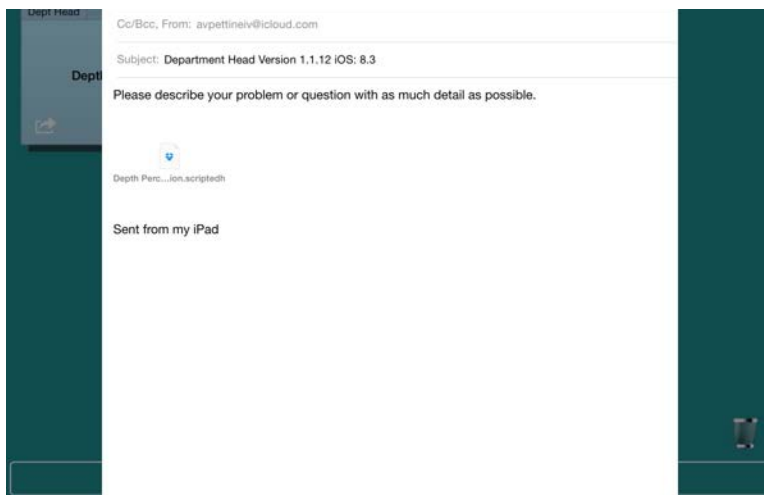 Dept Head
Cc/Bcc, From: avpettineiv@icloud.com
Subject: Department Head Version 1.1.12 iOS: 8.3
Dept
Please describe your problem or question with as much detail as possible.
Depth Perc...ion.scriptedh
Sent from my iPad